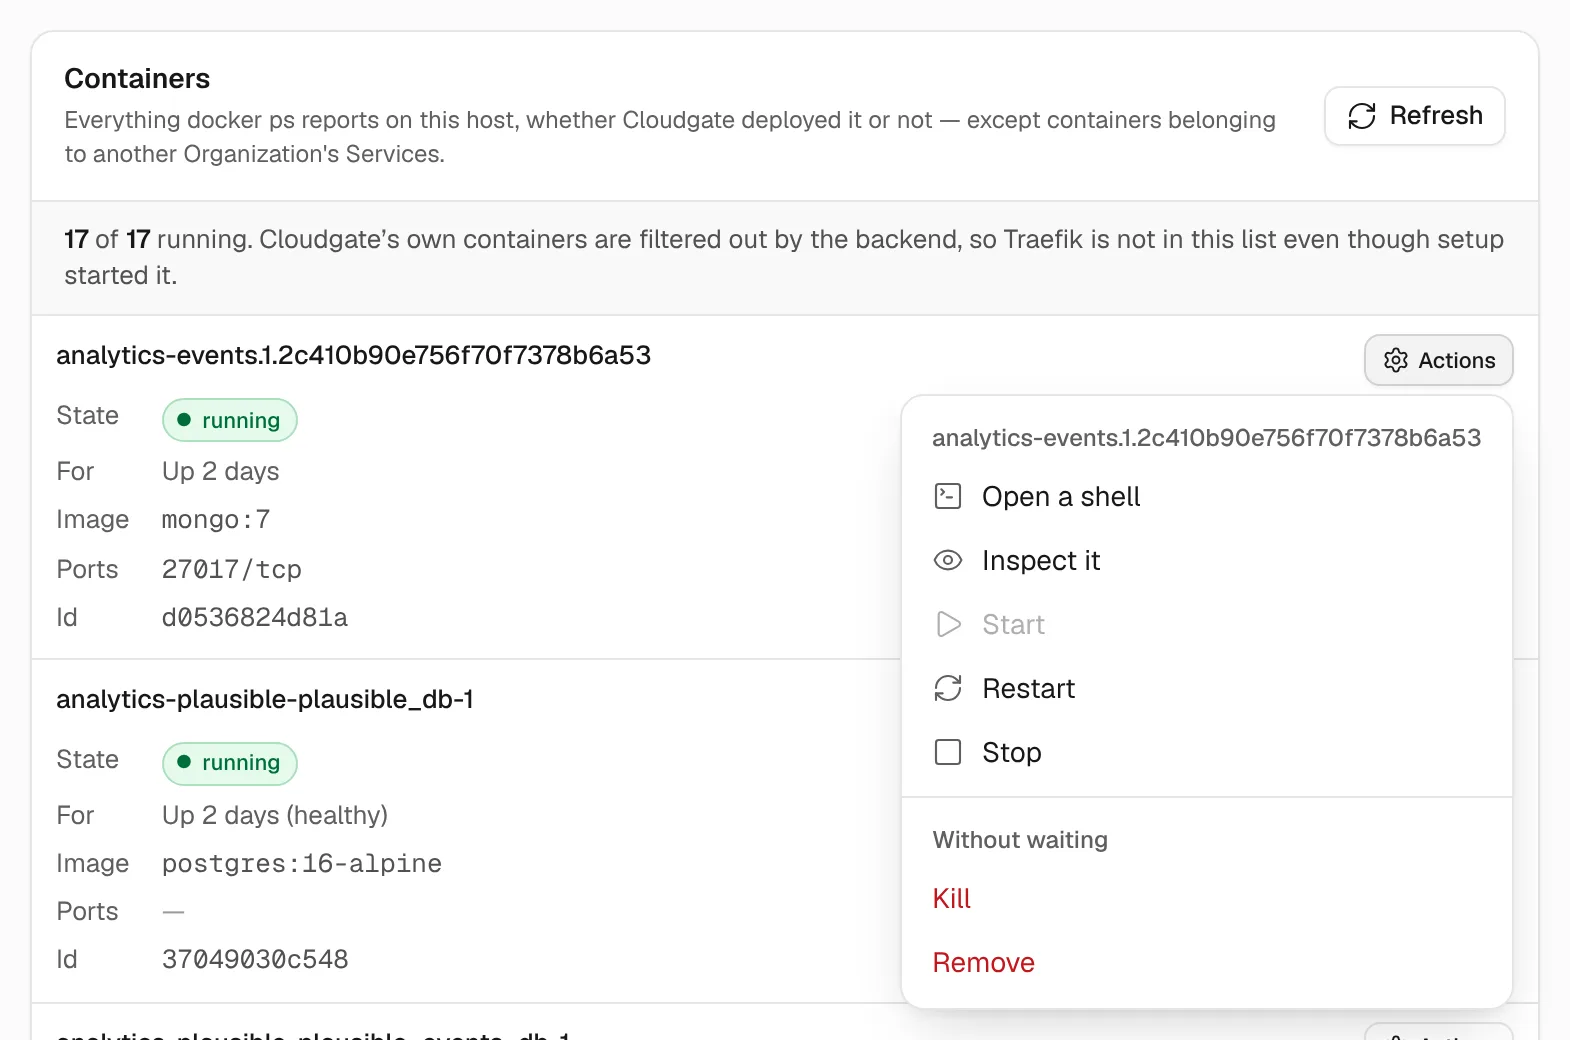 Containers
Everything docker ps reports on this host, whether Cloudgate deployed it or not — except containers belonging
to another Organization's Services.
Refresh
17 of 17 running. Cloudgate’s own containers are filtered out by the backend, so Traefik is not in this list even though setup
started it.
analytics-events.1.2c410b90e756f70f7378b6a53
Actions
State running
For Up 2 days
Image mongo:7
Ports 27017/tcp
Id d0536824d81a
analytics-events.1.2c410b90e756f70f7378b6a53
Open a shell
Inspect it
Start
Restart
Stop
Without waiting
Kill
Remove
analytics-plausible-plausible_db-1
State running
For Up 2 days (healthy)
Image postgres:16-alpine
Ports —
Id 37049030c548
analytics-plausible-plausible_events_db-1
Actions